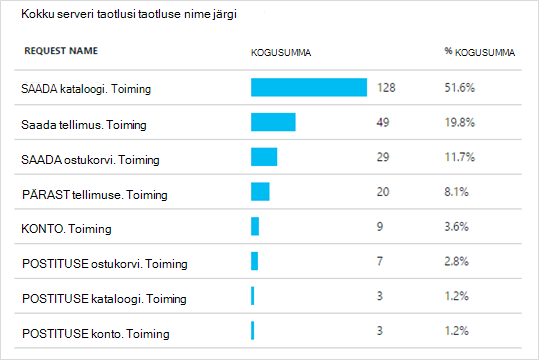 Kokku serveri taotlusi taotluse nime järgi
REQUEST NAME KOGUSUMMA % KOGUSUMMA
SAADA kataloogi. Toiming 128 51.6%
Saada tellimus. Toiming 49 19.8%
SAADA ostukorvi. Toiming 29 11.7%
PÄRAST tellimuse. Toiming 20 8.1%
KONTO. Toiming 9 3.6%
POSTITUSE ostukorvi. Toiming 7 2.8%
POSTITUSE kataloogi. Toiming 3 1.2%
POSTITUSE konto. Toiming 3 1.2%